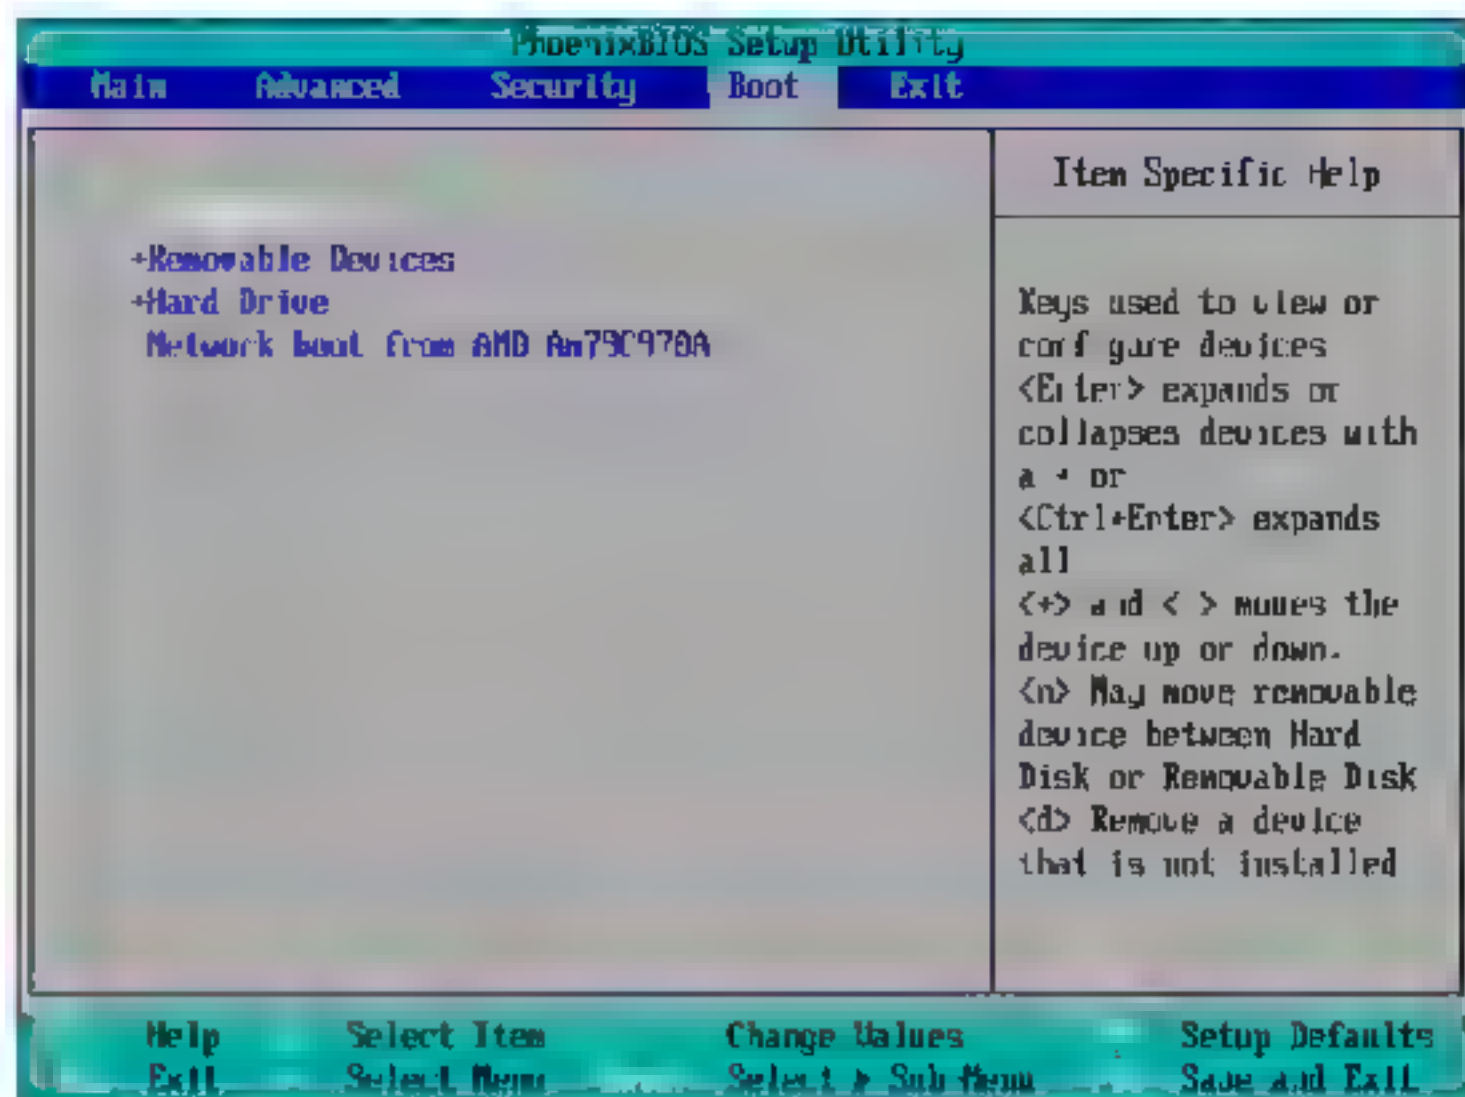 PhoenixBIOS Setup Utility
Main Advanced Security Boot Exit
+Removable Devices
+Hard Drive
Network boot from AMD Am79C970A
Item Specific Help
Keys used to view or
configure devices
<Enter> expands or
collapses devices with
a + or
<Ctrl+Enter> expands
all
<+> and < > moves the
device up or down.
<n> May move removable
device between Hard
Disk or Removable Disk
<d> Remove a device
that is not installed
Help Select Item Change Values Setup Defaults
Exit Select Menu Select ▸ Sub-Menu Save and Exit